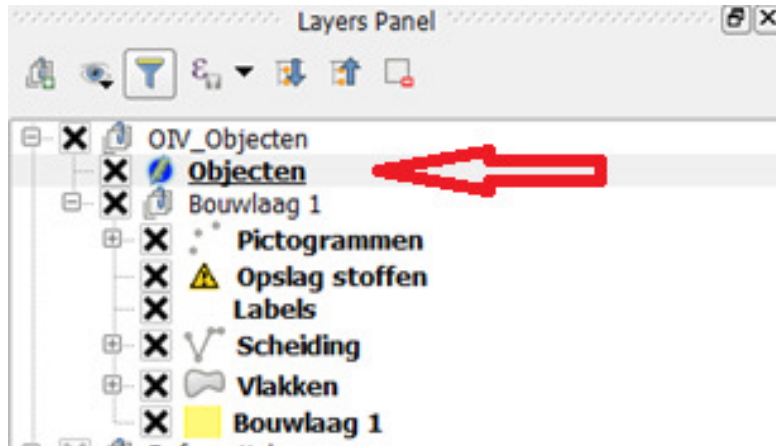 Layers Panel
OIV_Objecten
Objecten
Bouwlaag 1
Pictogrammen
Opslag stoffen
Labels
Scheiding
Vlakken
Bouwlaag 1